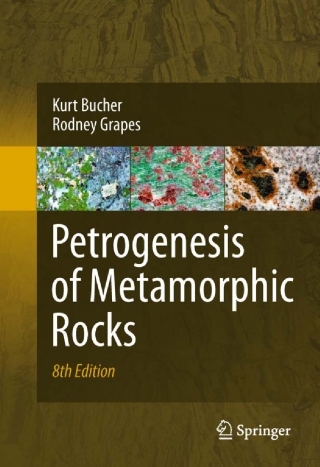 Kurt Bucher
Rodney Grapes
Petrogenesis
of Metamorphic
Rocks
8th Edition
Springer